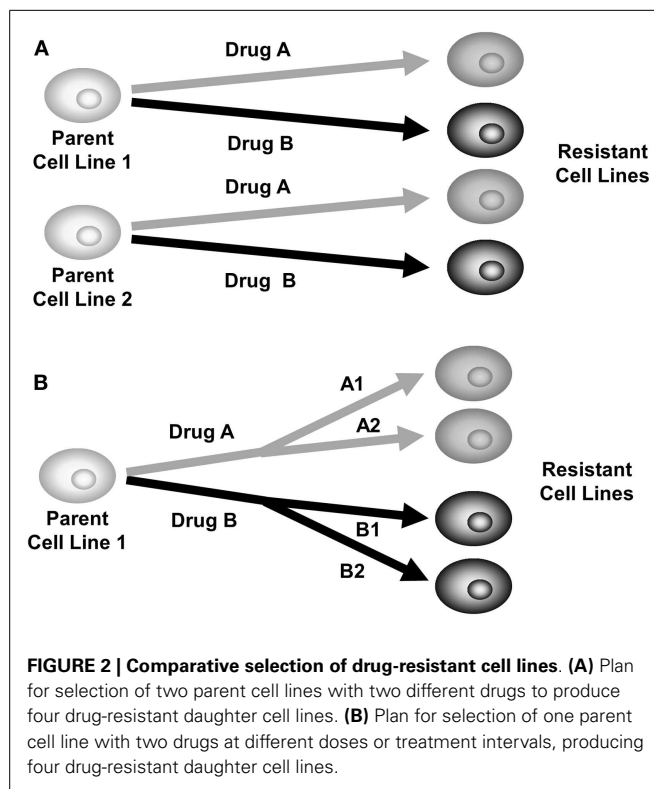 A
Drug A
Parent
Cell Line 1
Drug B
Resistant
Cell Lines
Drug A
Parent
Cell Line 2
Drug B
B
A1
A2
Drug A
Parent
Cell Line 1
Drug B
B1
B2
Resistant
Cell Lines
FIGURE 2 | Comparative selection of drug-resistant cell lines. (A) Plan
for selection of two parent cell lines with two different drugs to produce
four drug-resistant daughter cell lines. (B) Plan for selection of one parent
cell line with two drugs at different doses or treatment intervals, producing
four drug-resistant daughter cell lines.